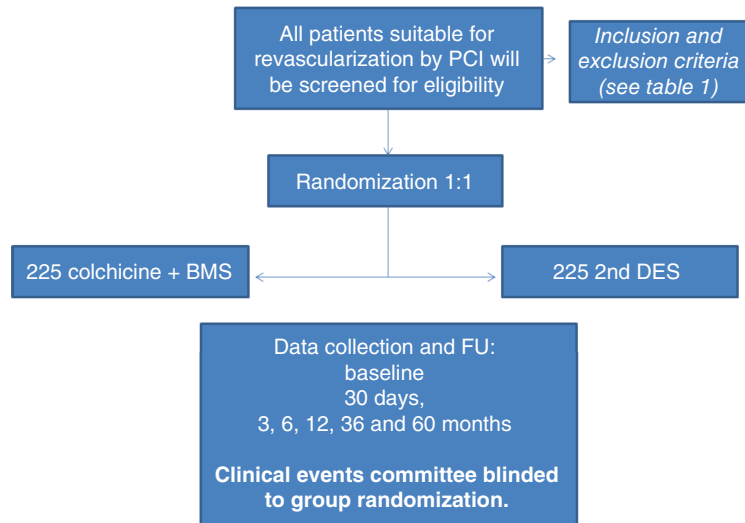 All patients suitable for
revascularization by PCI will
be screened for eligibility
Inclusion and
exclusion criteria
(see table 1)
Randomization 1:1
225 colchicine + BMS
225 2nd DES
Data collection and FU:
baseline
30 days,
3, 6, 12, 36 and 60 months
Clinical events committee blinded
to group randomization.